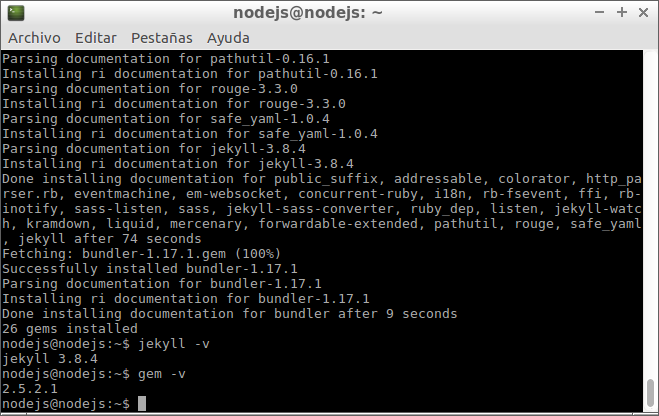 nodejs@nodejs: ~
Archivo Editar Pestañas Ayuda
Parsing documentation for pathutil-0.16.1
Installing ri documentation for pathutil-0.16.1
Parsing documentation for rouge-3.3.0
Installing ri documentation for rouge-3.3.0
Parsing documentation for safe_yaml-1.0.4
Installing ri documentation for safe_yaml-1.0.4
Parsing documentation for jekyll-3.8.4
Installing ri documentation for jekyll-3.8.4
Done installing documentation for public_suffix, addressable, colorator, http_pa
rser.rb, eventmachine, em-websocket, concurrent-ruby, i18n, rb-fsevent, ffi, rb-
inotify, sass-listen, sass, jekyll-sass-converter, ruby_dep, listen, jekyll-watc
h, kramdown, liquid, mercenary, forwardable-extended, pathutil, rouge, safe_yaml
, jekyll after 74 seconds
Fetching: bundler-1.17.1.gem (100%)
Successfully installed bundler-1.17.1
Parsing documentation for bundler-1.17.1
Installing ri documentation for bundler-1.17.1
Done installing documentation for bundler after 9 seconds
26 gems installed
nodejs@nodejs:~$ jekyll -v
jekyll 3.8.4
nodejs@nodejs:~$ gem -v
2.5.2.1
nodejs@nodejs:~$